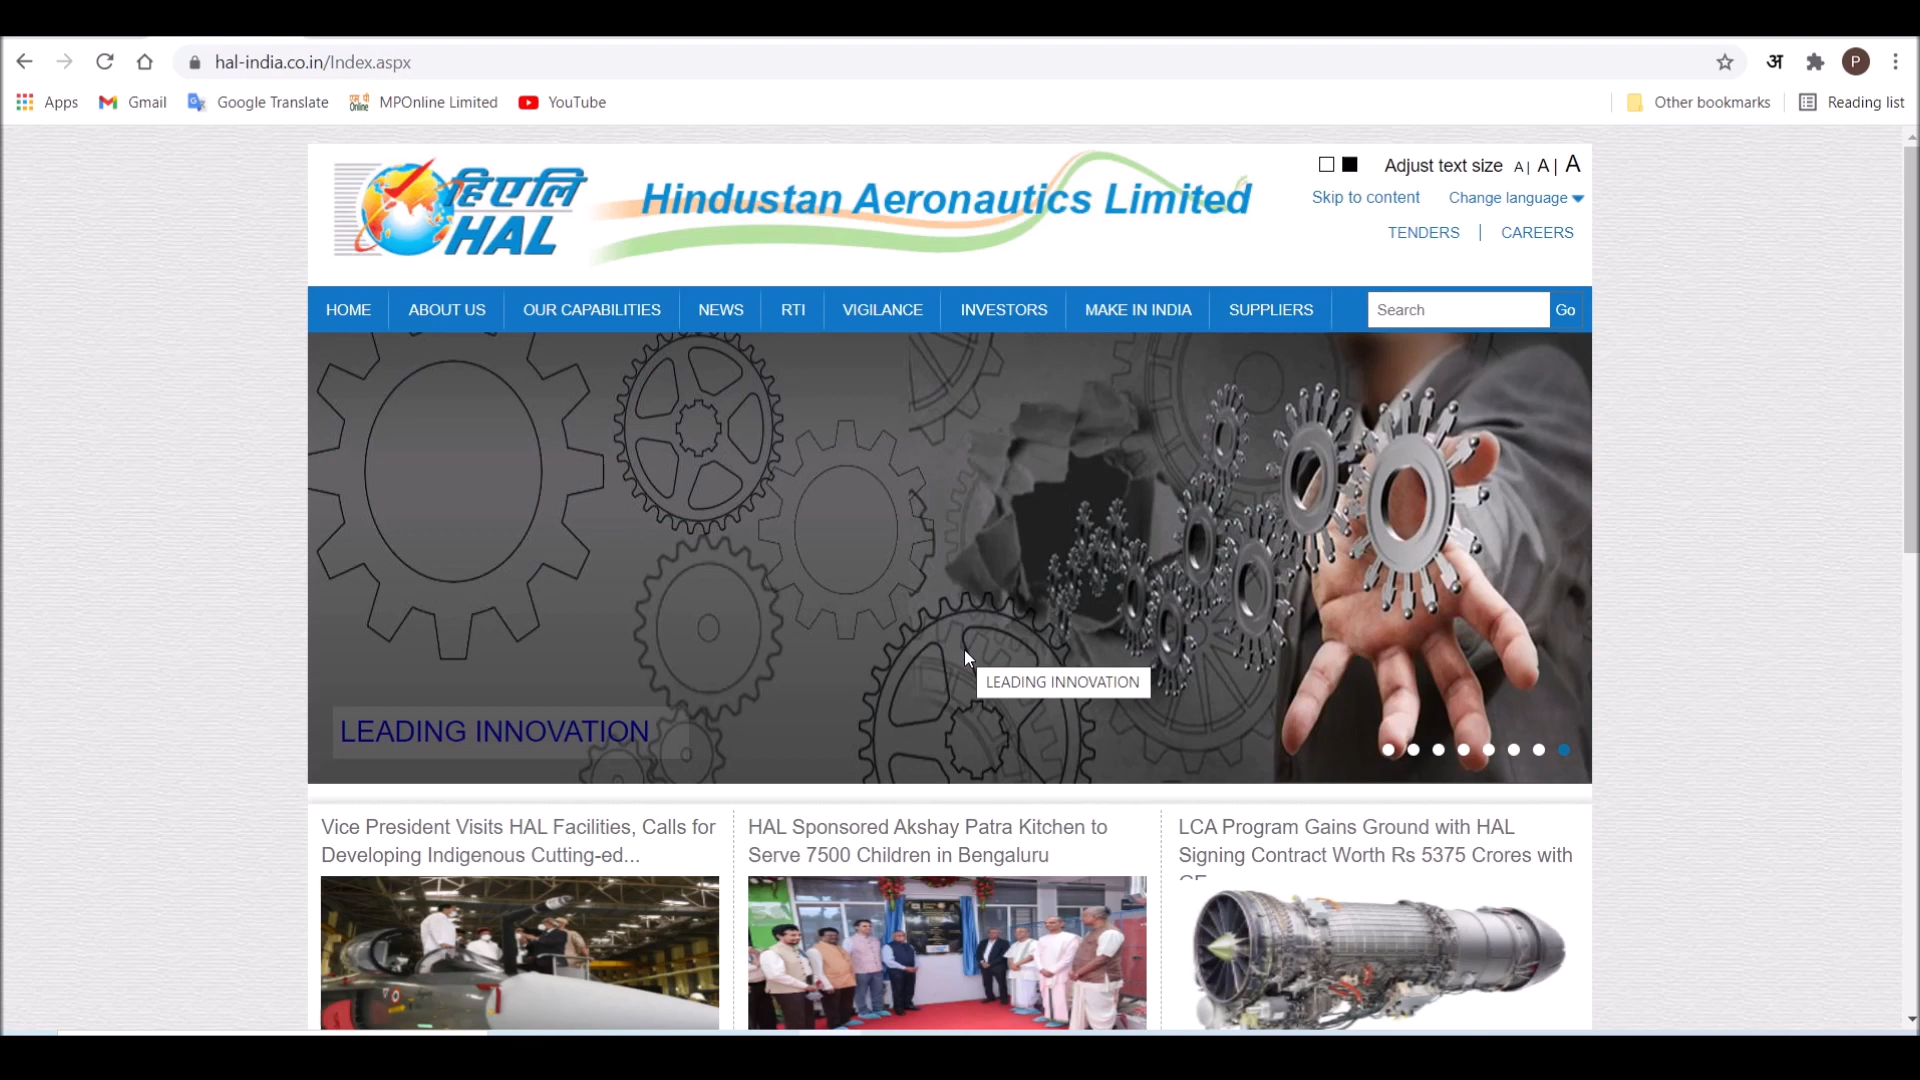 hal-india.co.in/Index.aspx
अ
P
Apps
Gmail
Google Translate
MPOnline Limited
YouTube
Other bookmarks
Reading list
हिएलि
HAL
Hindustan Aeronautics Limited
Adjust text size A| A| A
Skip to content
Change language
TENDERS | CAREERS
HOME
ABOUT US
OUR CAPABILITIES
NEWS
RTI
VIGILANCE
INVESTORS
MAKE IN INDIA
SUPPLIERS
Search
Go
LEADING INNOVATION
LEADING INNOVATION
Vice President Visits HAL Facilities, Calls for
Developing Indigenous Cutting-ed...
HAL Sponsored Akshay Patra Kitchen to
Serve 7500 Children in Bengaluru
LCA Program Gains Ground with HAL
Signing Contract Worth Rs 5375 Crores with